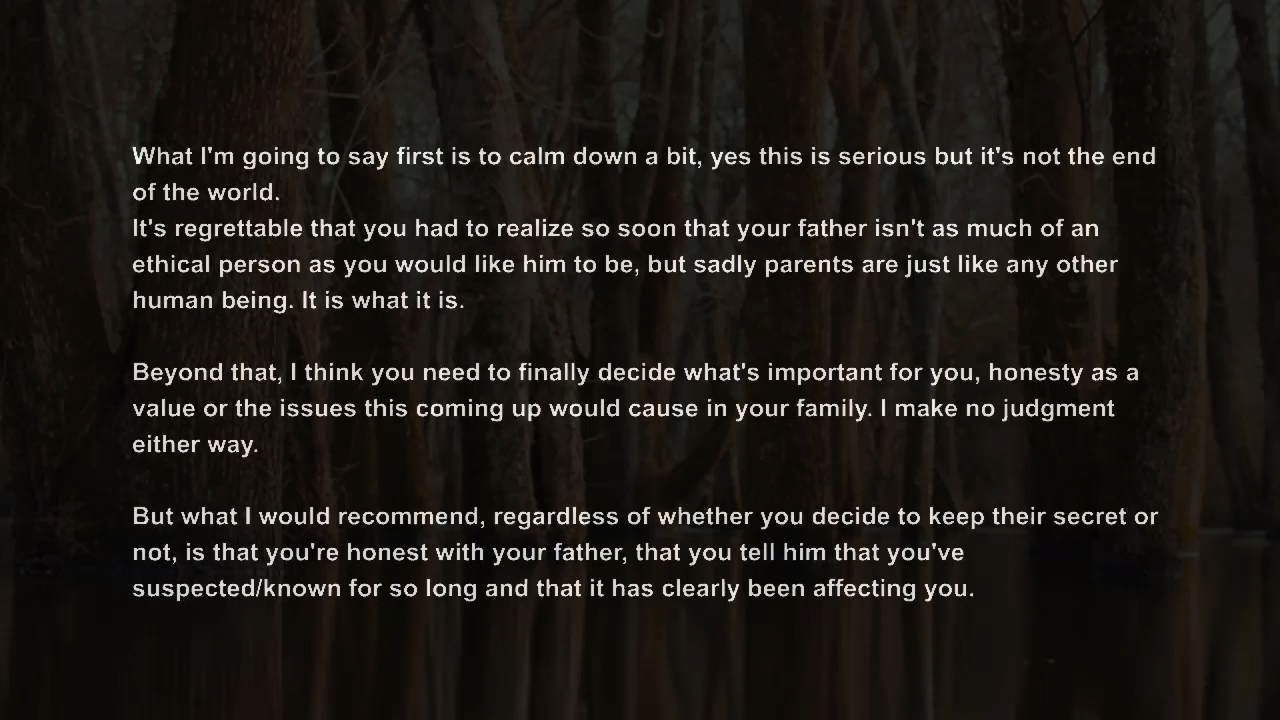 What I'm going to say first is to calm down a bit, yes this is serious but it's not the end
of the world.
It's regrettable that you had to realize so soon that your father isn't as much of an
ethical person as you would like him to be, but sadly parents are just like any other
human being. It is what it is.
Beyond that, I think you need to finally decide what's important for you, honesty as a
value or the issues this coming up would cause in your family. I make no judgment
either way.
But what I would recommend, regardless of whether you decide to keep their secret or
not, is that you're honest with your father, that you tell him that you've
suspected/known for so long and that it has clearly been affecting you.